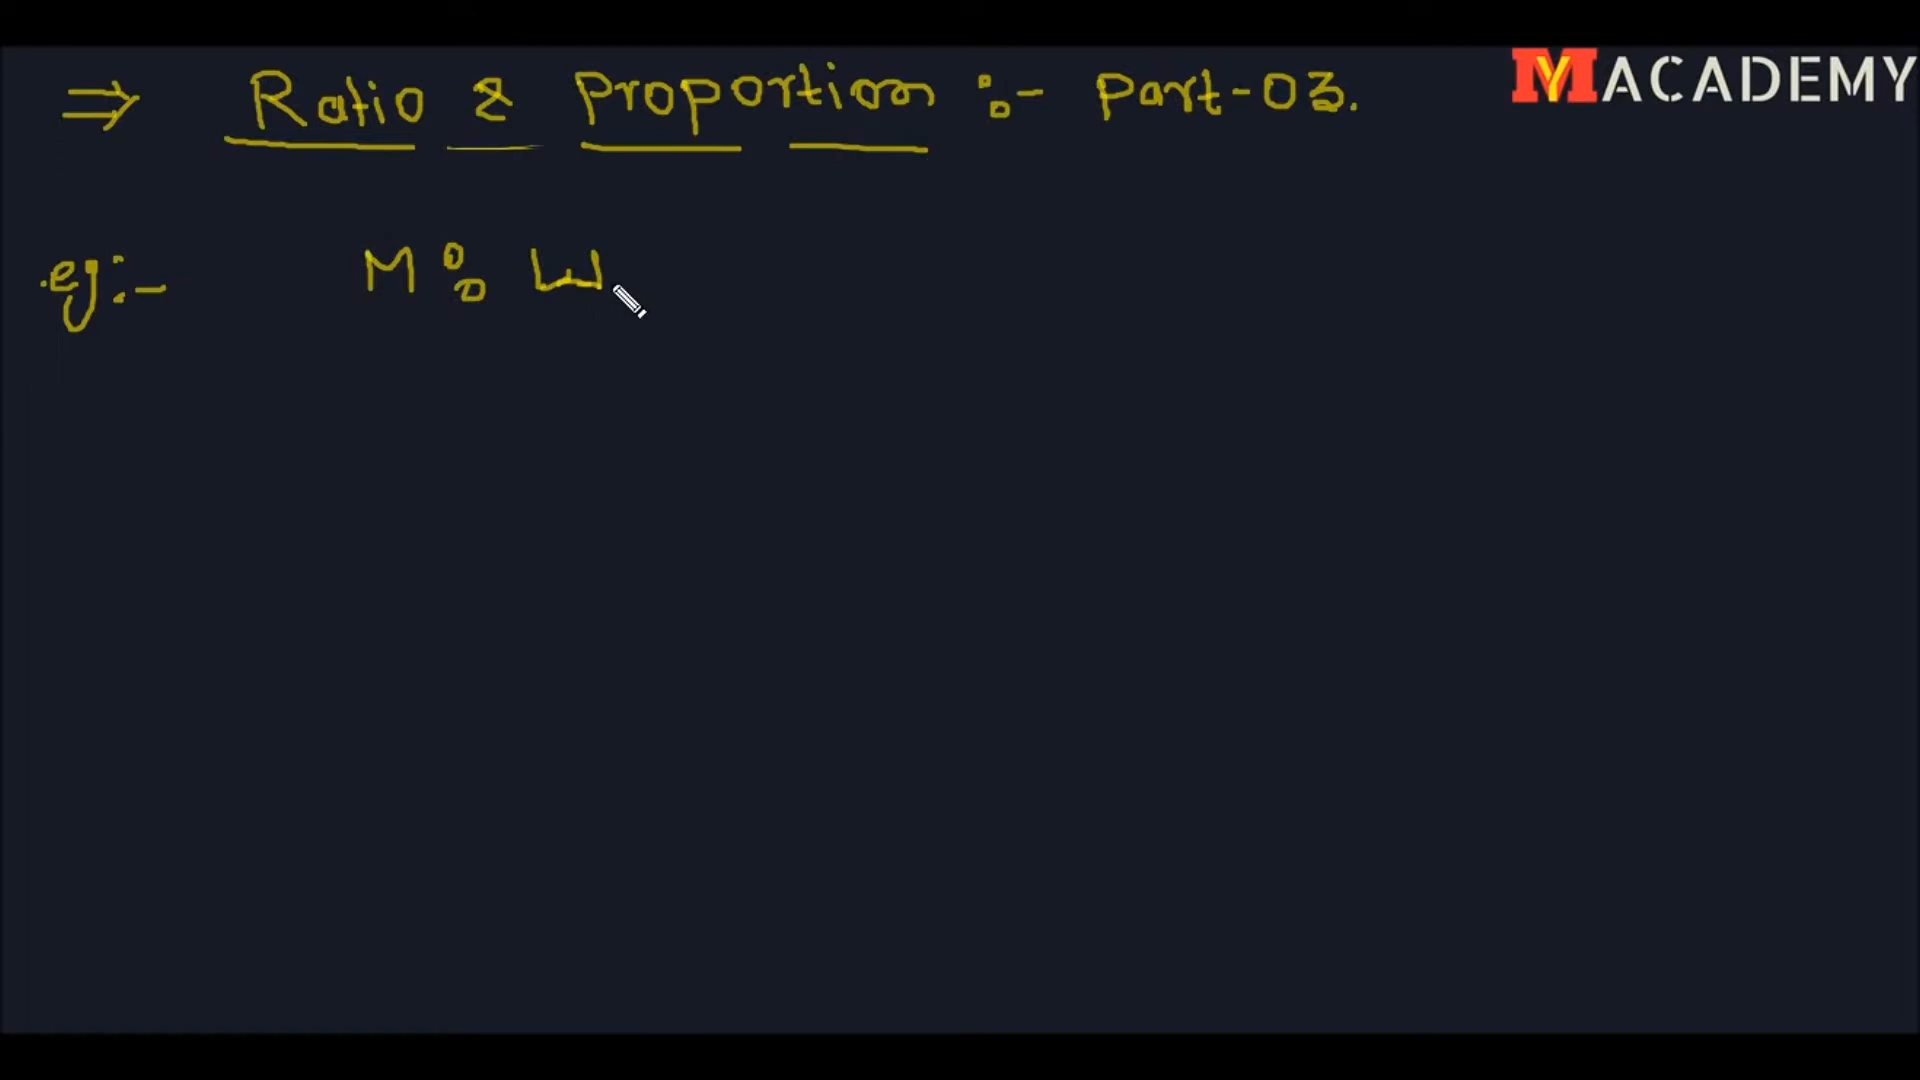 ⇒ Ratio & Proportion :- Part-03.
MACADEMY
eg:- M : W